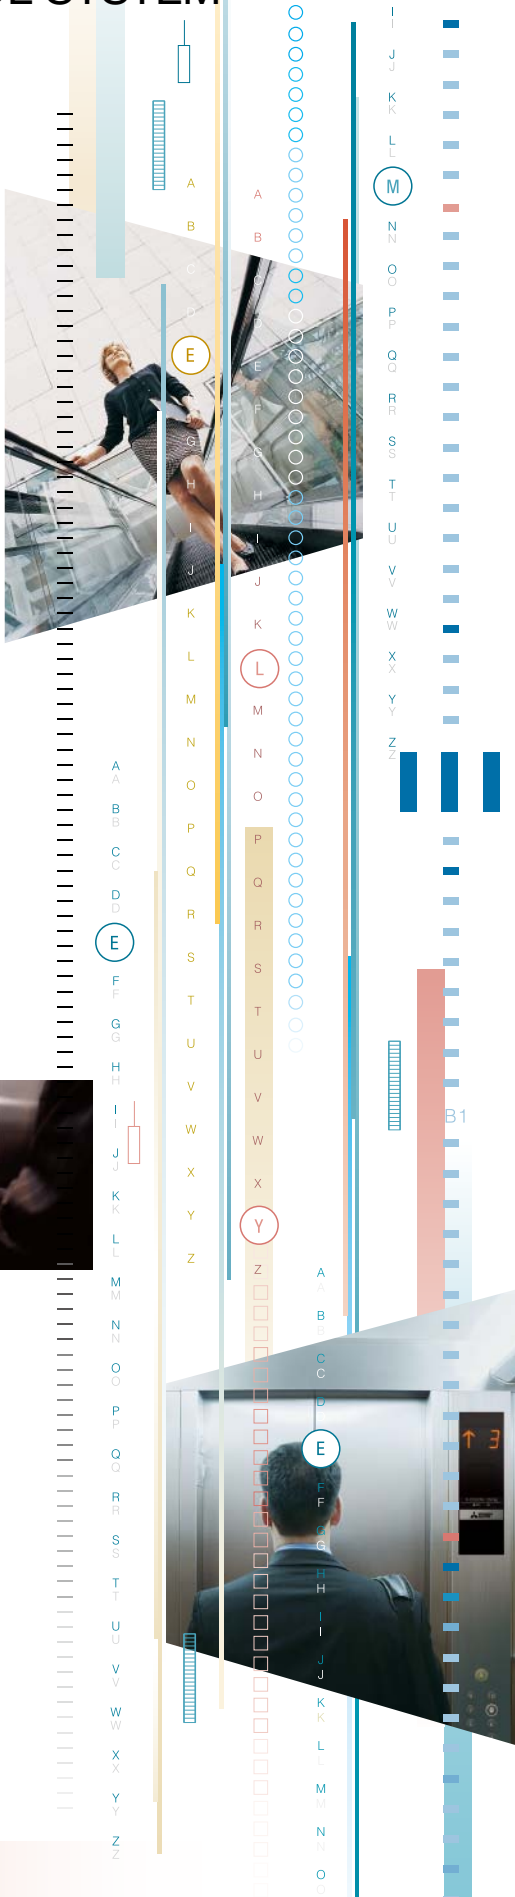 SYSTEM
A B C D E F G H I J K L M N O P Q R S T U V W X Y Z
A B C D E G H I J K L M N O P Q R S T U V W X Y Z
A B C D E F G H I J K L M N O P Q R S T U V W X Y Z
A B C D E F G H I J K L M N O
I J K L M N O P Q R S T U V W X Y Z
B1
↑ 3